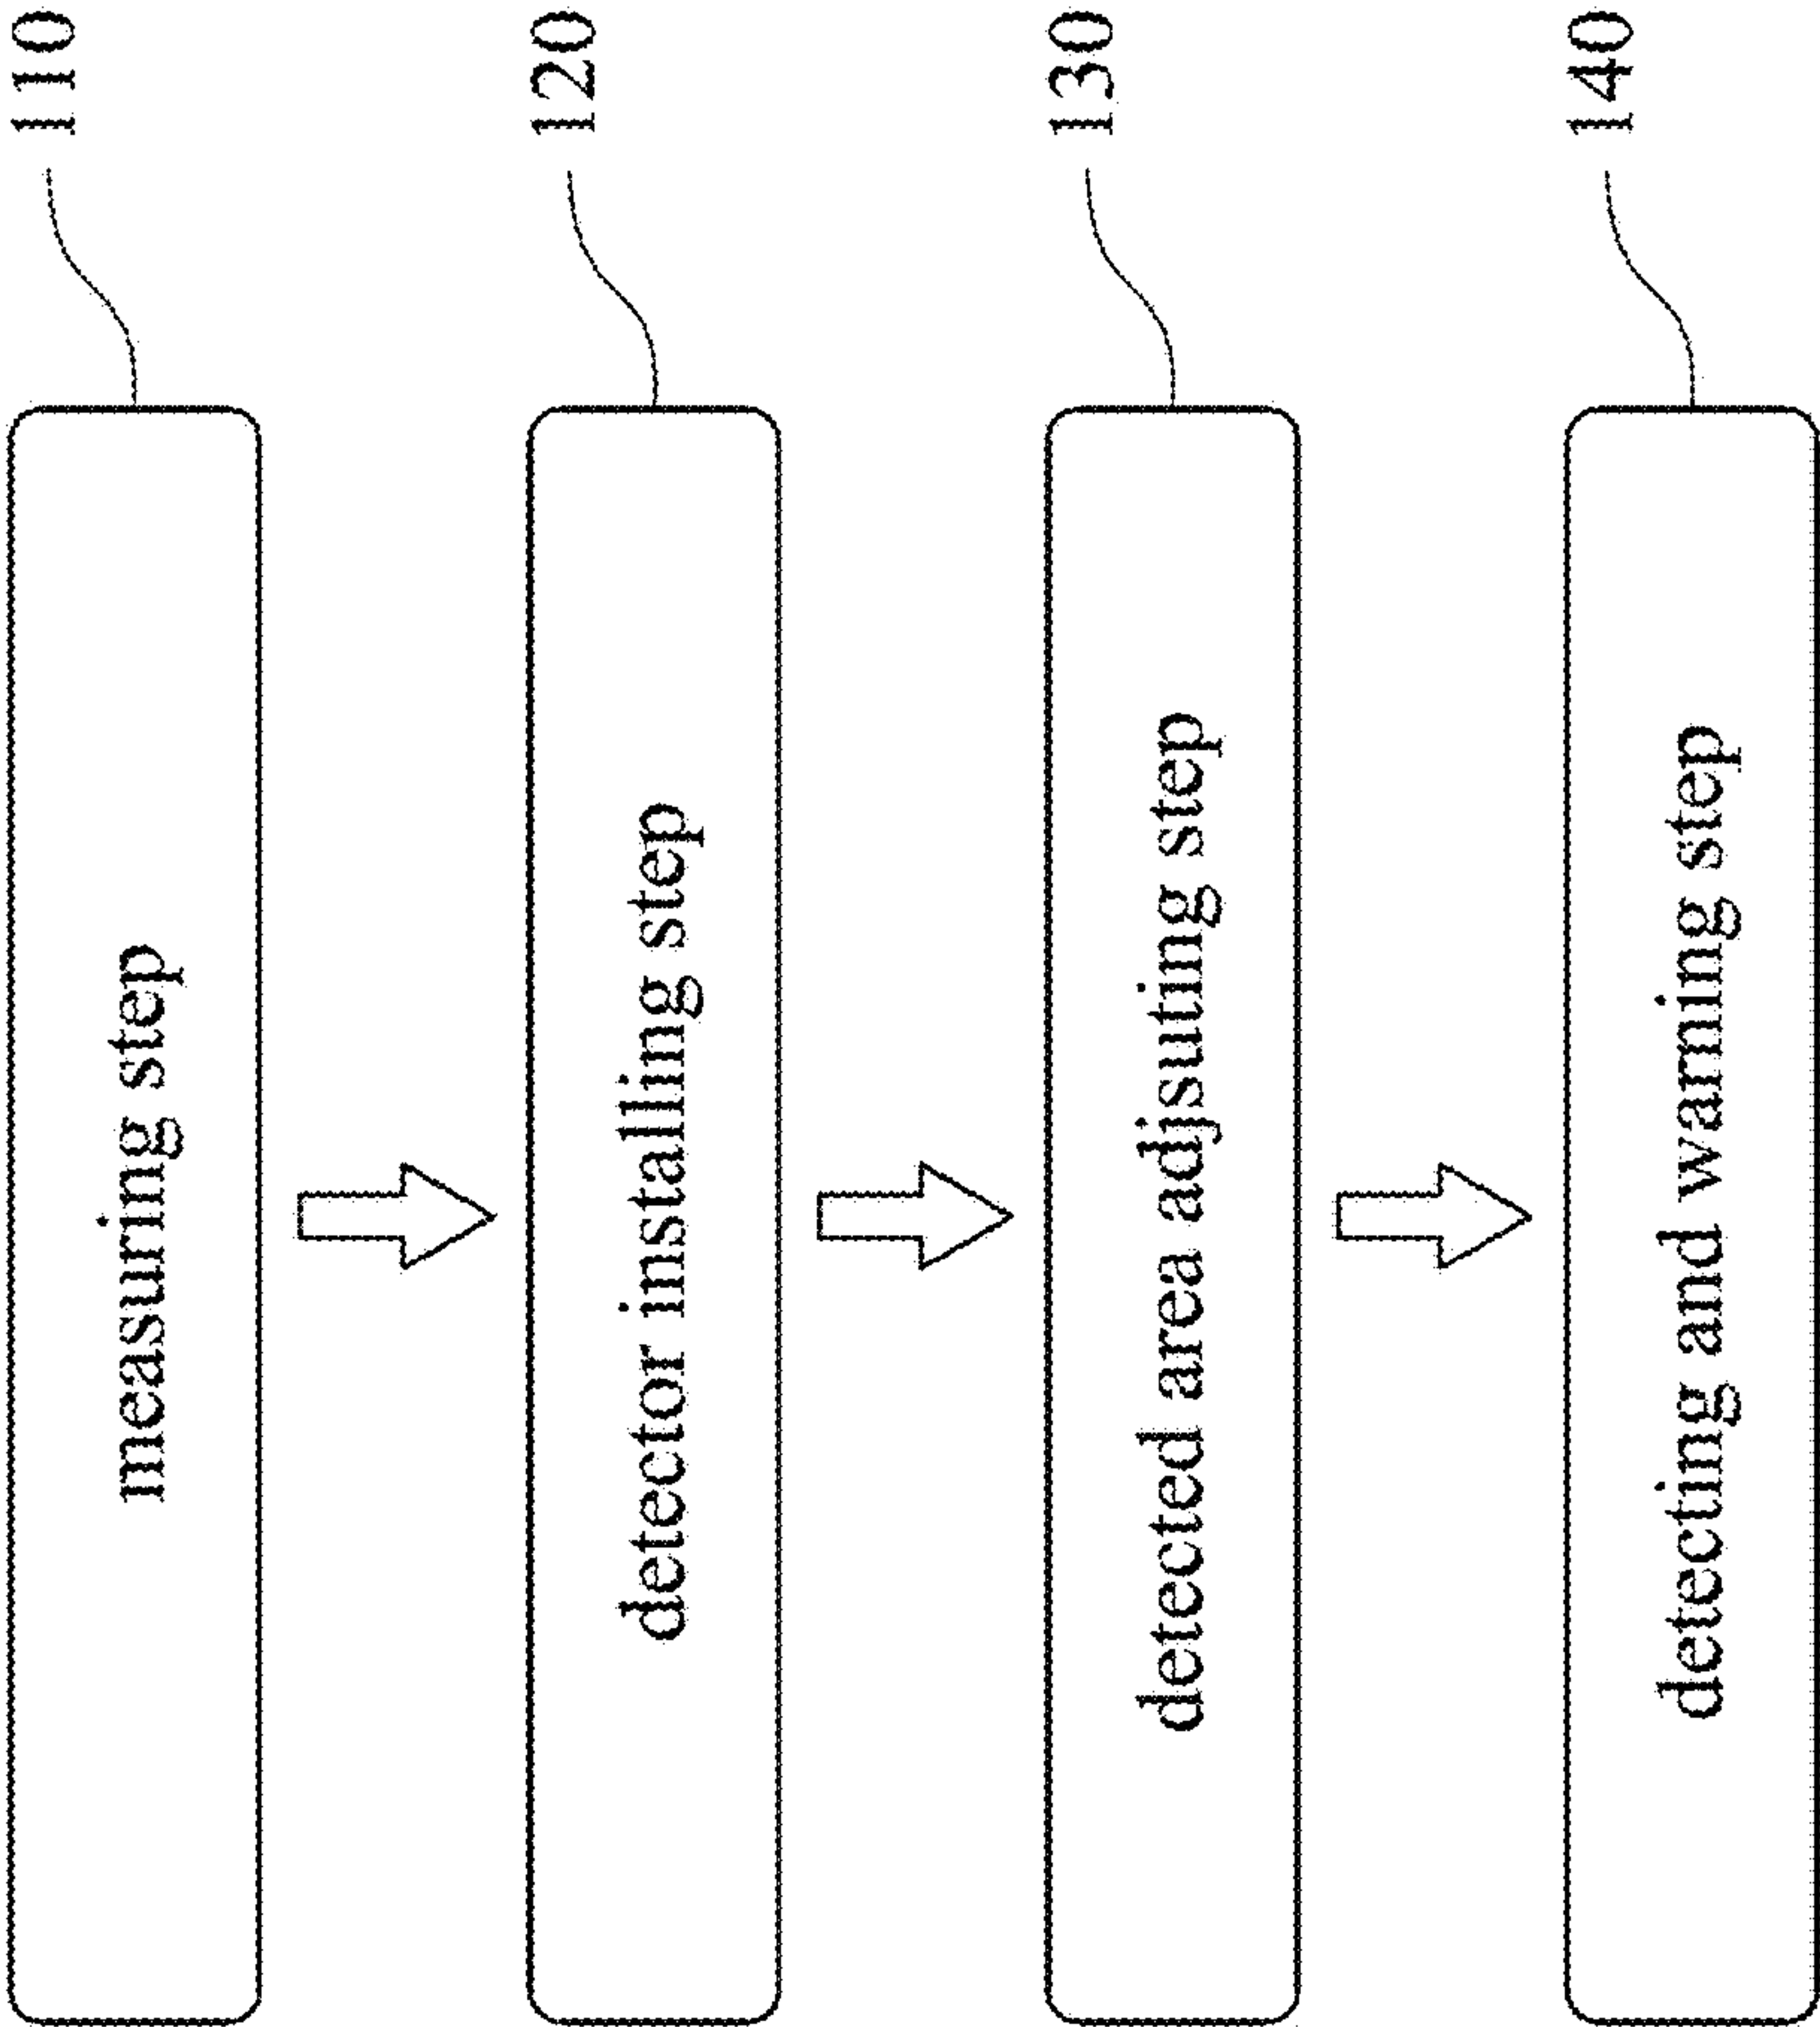 measuring step
110
detector installing step
120
detected area adjsuting step
130
detecting and warning step
140